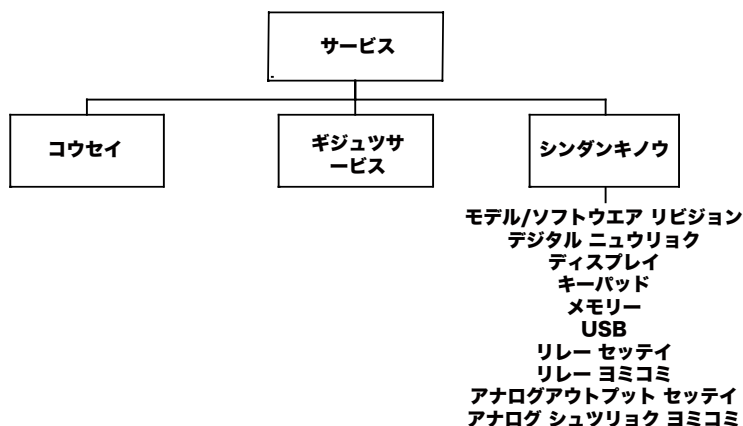 サービス
コウセイ
ギジュツサ
ービス
シンダンキノウ
モデル/ソフトウエア リビジョン
デジタル ニュウリョク
ディスプレイ
キーパッド
メモリー
USB
リレー セッテイ
リレー ヨミコミ
アナログアウトプット セッテイ
アナログ シュツリョク ヨミコミ